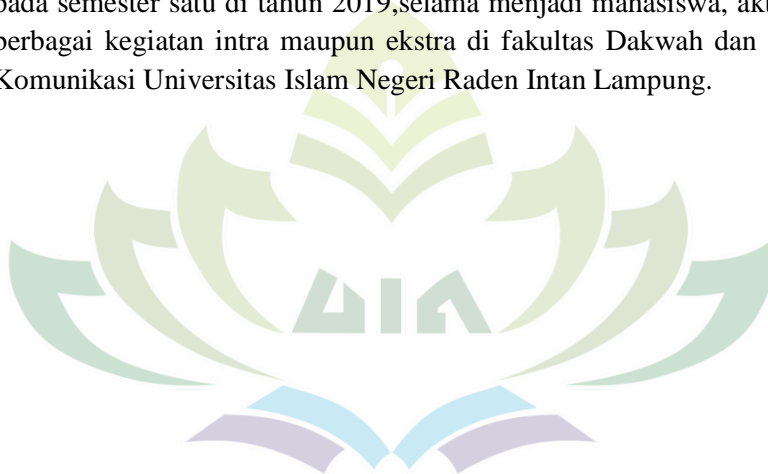 pada semester satu di tahun 2019,selama menjadi mahasiswa,
berbagai kegiatan intra maupun ekstra di fakultas Dakwah dan
Komunikasi Universitas Islam Negeri Raden Intan Lampung.
UIN